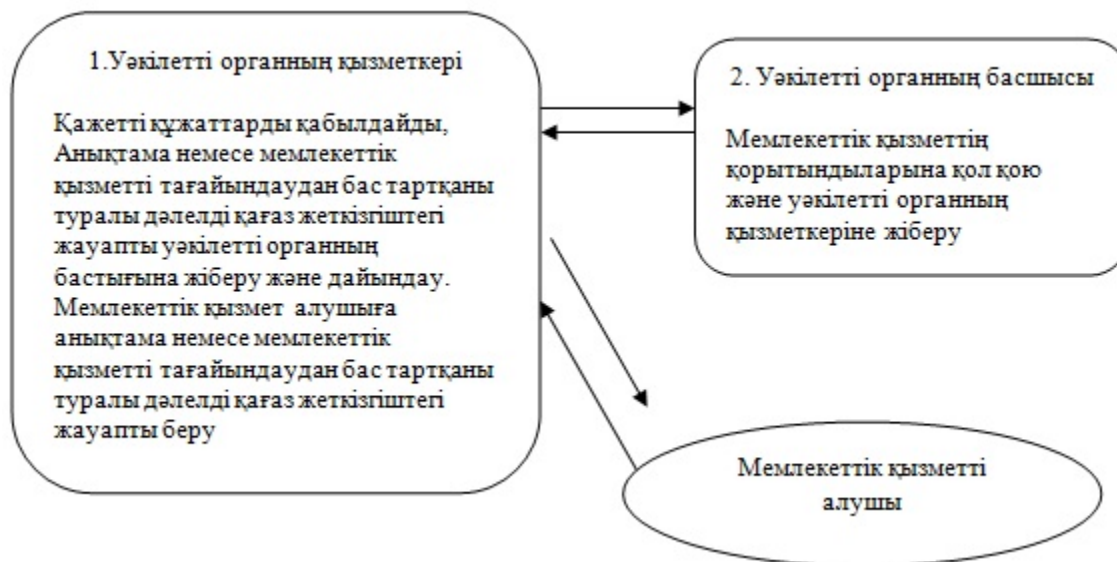 1.Уәкілетті органның қызметкері
Қажетті құжаттарды қабылдайды,
Анықтама немесе мемлекеттік
қызметті тағайындаудан бас тартқаны
туралы дәлелді қағаз жеткізгіштегі
жауапты уәкілетті органның
бастығына жіберу және дайындау.
Мемлекеттік қызмет алушыға
анықтама немесе мемлекеттік
қызметті тағайындаудан бас тартқаны
туралы дәлелді қағаз жеткізгіштегі
жауапты беру
2. Уәкілетті органның басшысы
Мемлекеттік қызметтің
қорытындыларына қол қою
және уәкілетті органның
қызметкеріне жіберу
Мемлекеттік қызметті
алушы